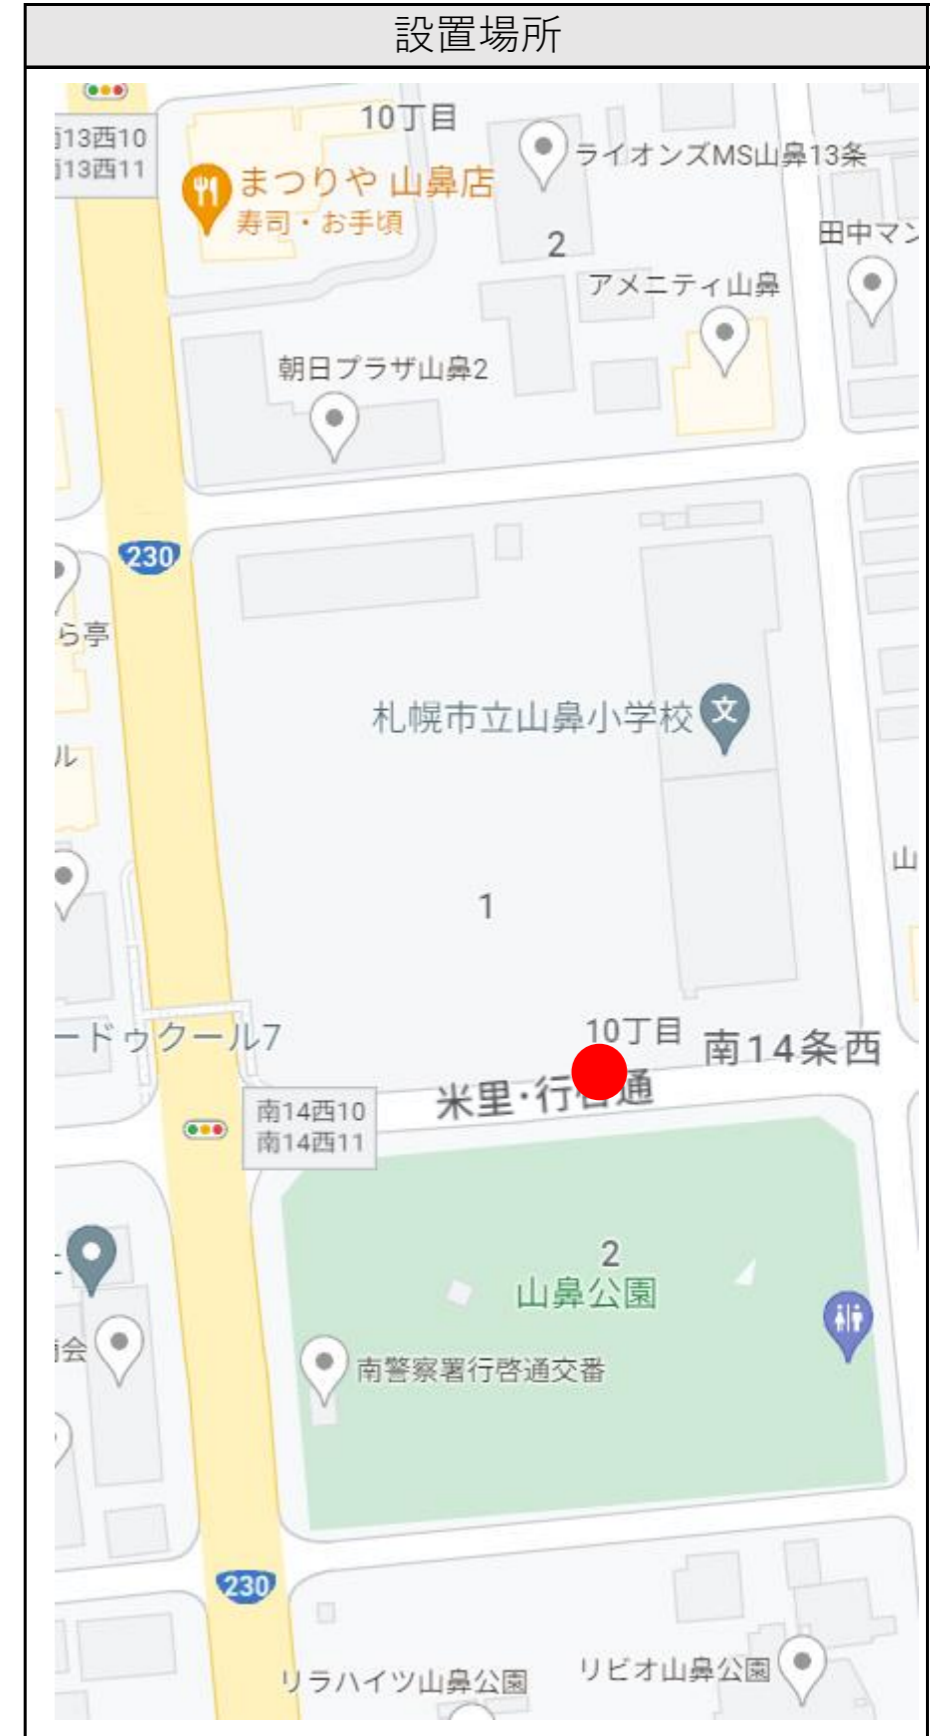 設置場所
10丁目
南13西10
南13西11
まつりや 山鼻店
寿司・お手頃
ライオンズMS山鼻13条
2
田中マン
アメニティ山鼻
朝日プラザ山鼻2
230
ら亭
札幌市立山鼻小学校
文
ル
山
1
ードゥクール7
10丁目
南14条西
米里・行啓通
南14西10
南14西11
2
山鼻公園
会
南警察署行啓通交番
230
リラハイツ山鼻公園
リビオ山鼻公園